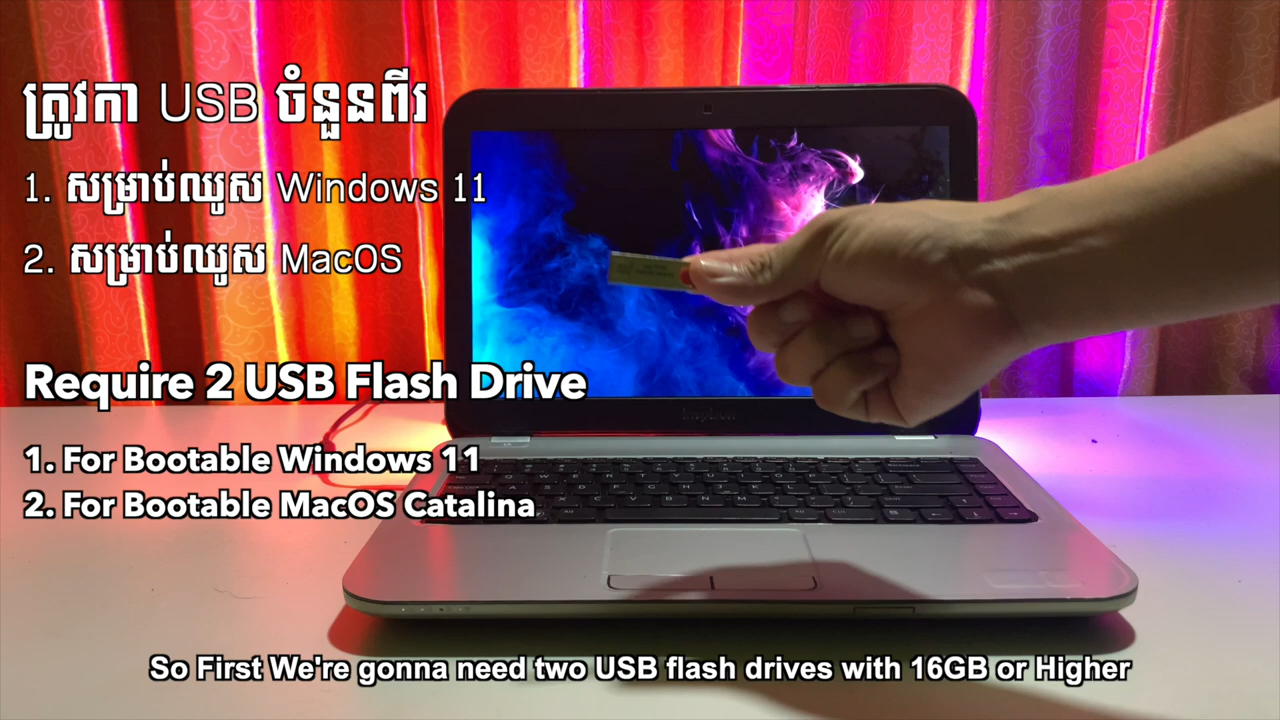 ត្រូវកា USB ចំនួនពីរ
1. សម្រាប់ឈូស Windows 11
2. សម្រាប់ឈូស MacOS
Require 2 USB Flash Drive
1. For Bootable Windows 11
2. For Bootable MacOS Catalina
inspiron
So First We're gonna need two USB flash drives with 16GB or Higher